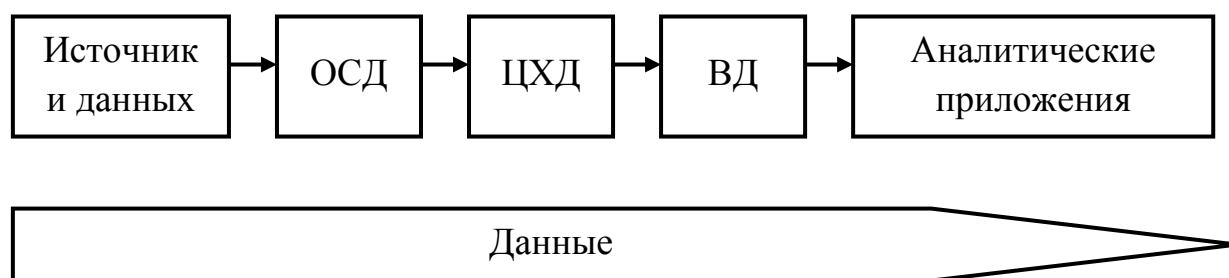 Источник
и данных
ОСД
ЦХД
ВД
Аналитические
приложения
Данные